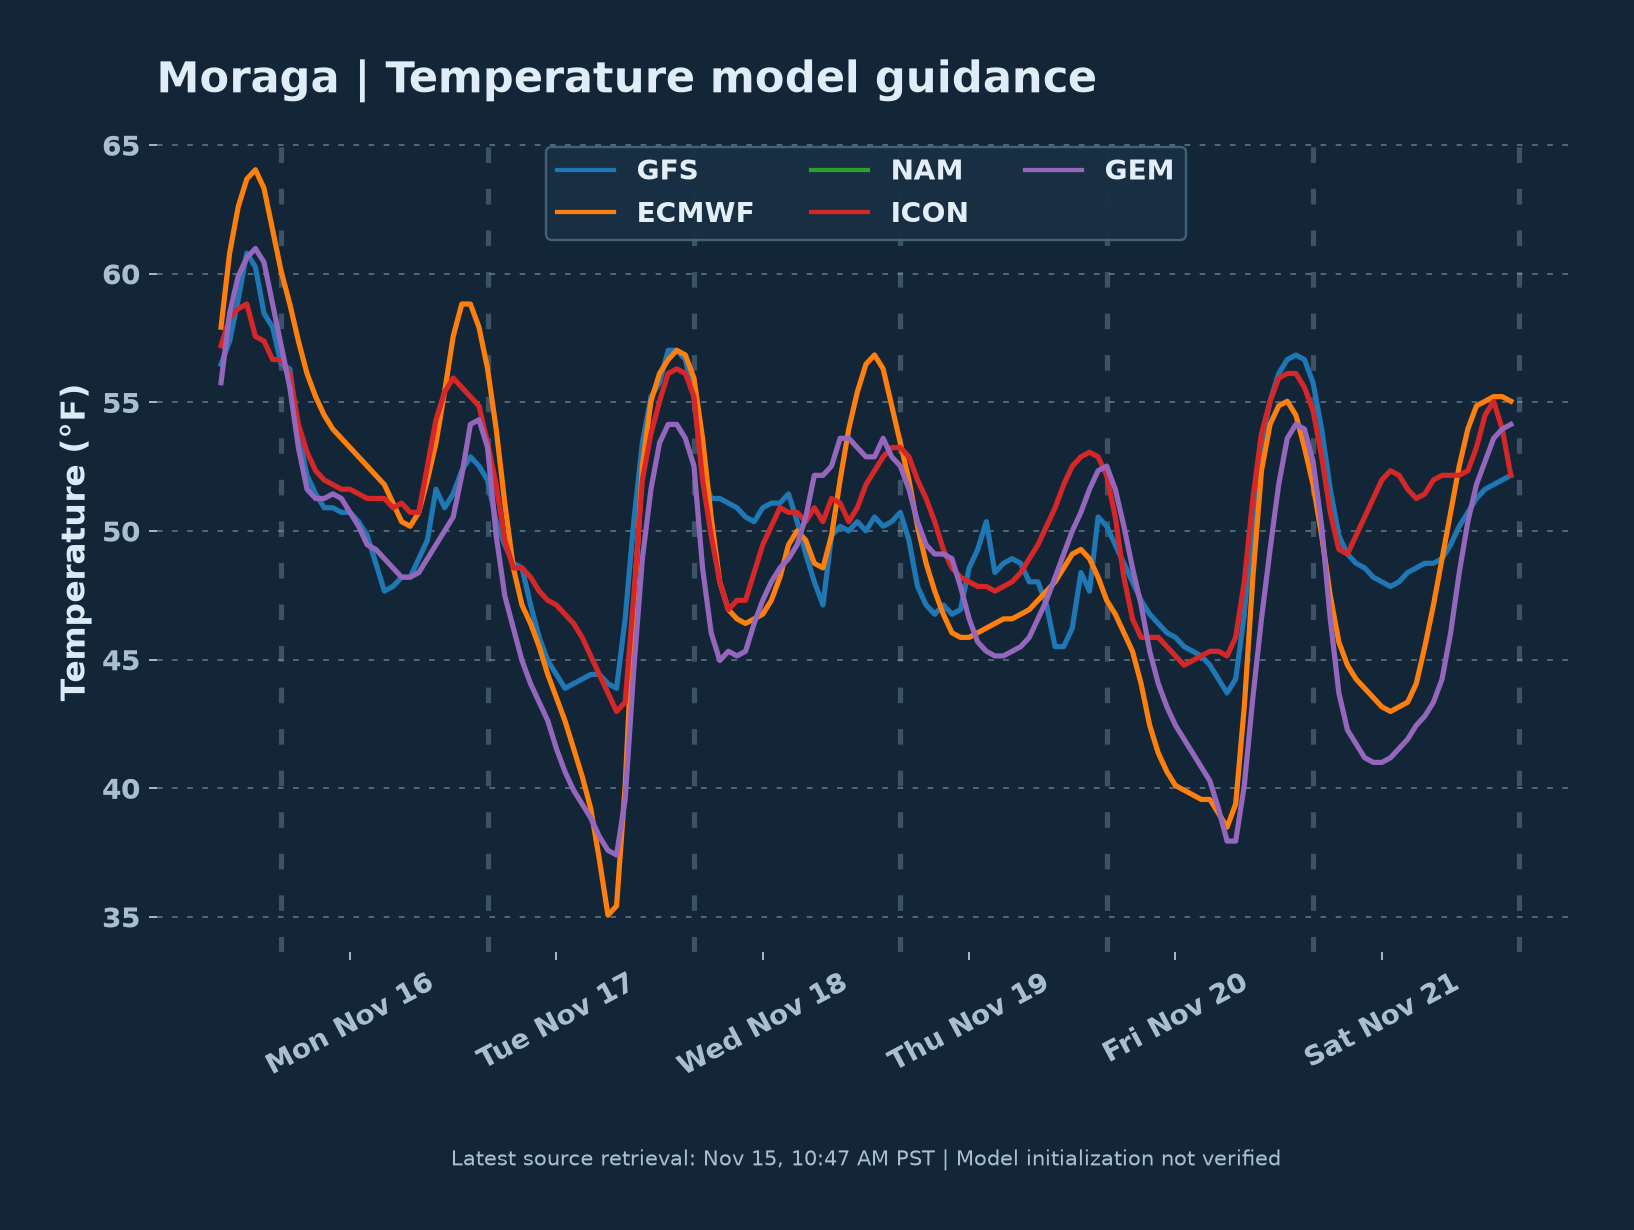 Moraga | Temperature model guidance
GFS NAM GEM
ECMWF ICON
Temperature (°F)
65
60
55
50
45
40
35
Mon Nov 16
Tue Nov 17
Wed Nov 18
Thu Nov 19
Fri Nov 20
Sat Nov 21
Latest source retrieval: Nov 15, 10:47 AM PST | Model initialization not verified